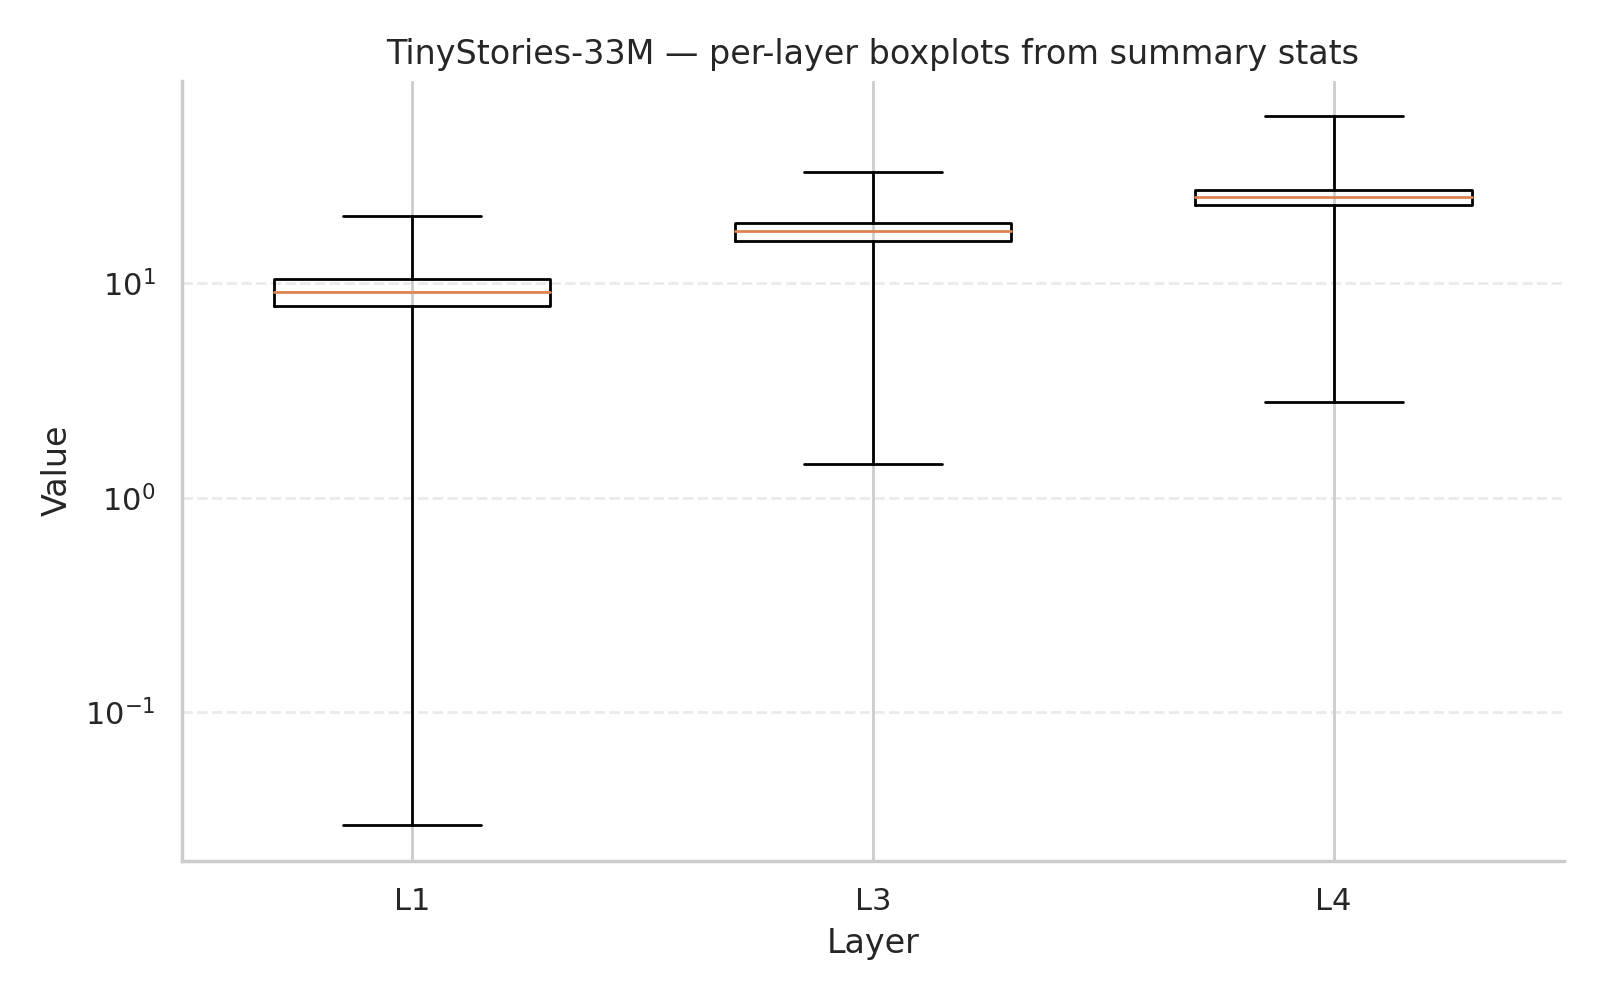 TinyStories-33M — per-layer boxplots from summary stats
Value
10¹
10⁰
10⁻¹
L1 L3 L4
Layer